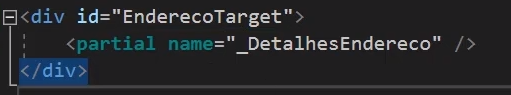 <div id="EnderecoTarget">
<partial name="_DetalhesEndereco" />
</div>